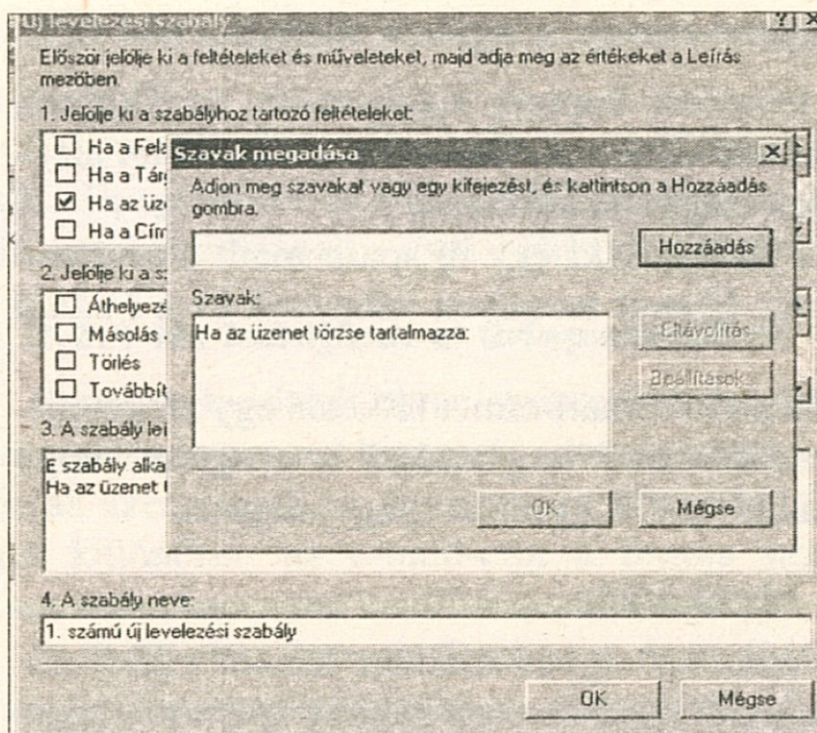 Új levelezési szabály
Először jelölje ki a feltételeket és műveleteket, majd adja meg az értékeket a Leírás
mezőben.
1. Jelölje ki a szabályhoz tartozó feltételeket:
Ha a Fela
Ha a Tárg
Ha az üze
Ha a Cím
2. Jelölje ki a sz
Áthelyezé
Másolás
Törlés
Továbbít
3. A szabály leí
E szabály alka
Ha az üzenet
4. A szabály neve:
1. számú új levelezési szabály
OK
Mégse
Szavak megadása
Adjon meg szavakat vagy egy kifejezést, és kattintson a Hozzáadás
gombra.
Hozzáadás
Szavak:
Ha az üzenet törzse tartalmazza:
Eltávolítás
Beállítások
OK
Mégse